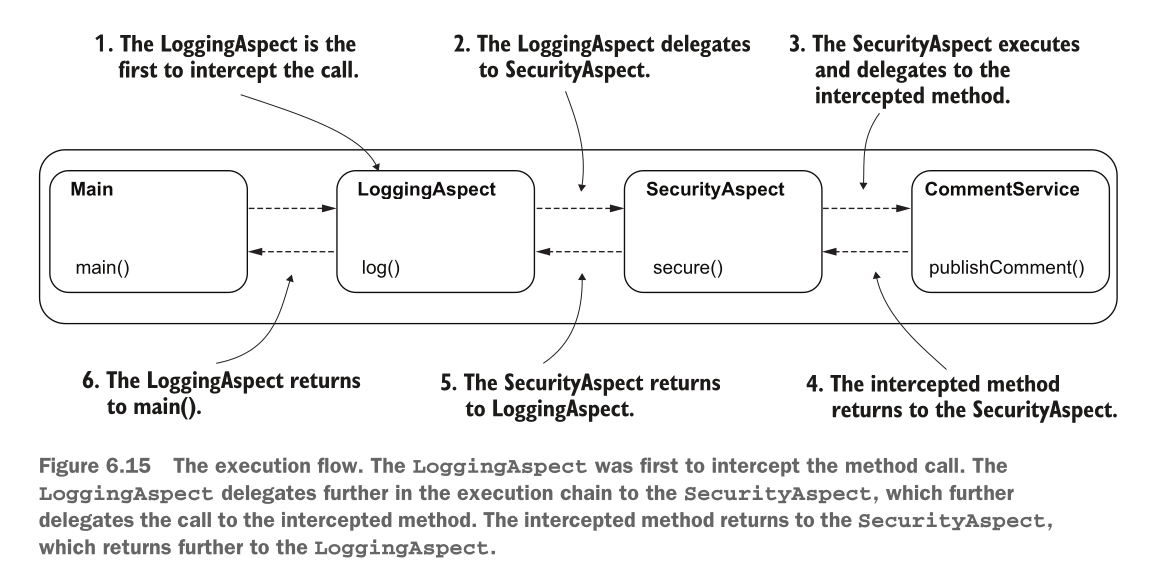 1. The LoggingAspect is the
first to intercept the call.
2. The LoggingAspect delegates
to SecurityAspect.
3. The SecurityAspect executes
and delegates to the
intercepted method.
Main
LoggingAspect
SecurityAspect
CommentService
main()
log()
secure()
publishComment()
6. The LoggingAspect returns
to main().
5. The SecurityAspect returns
to LoggingAspect.
4. The intercepted method
returns to the SecurityAspect.
Figure 6.15 The execution flow. The LoggingAspect was first to intercept the method call. The
LoggingAspect delegates further in the execution chain to the SecurityAspect, which further
delegates the call to the intercepted method. The intercepted method returns to the SecurityAspect,
which returns further to the LoggingAspect.